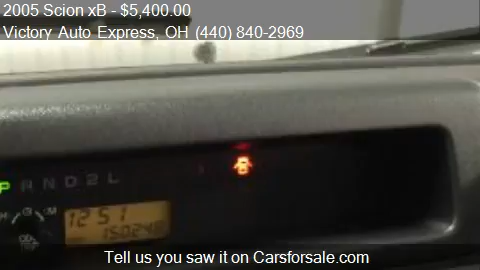 2005 Scion xB - $5,400.00
Victory Auto Express, OH (440) 840-2969
P R N D 2 L
12:51
150248
Tell us you saw it on Carsforsale.com